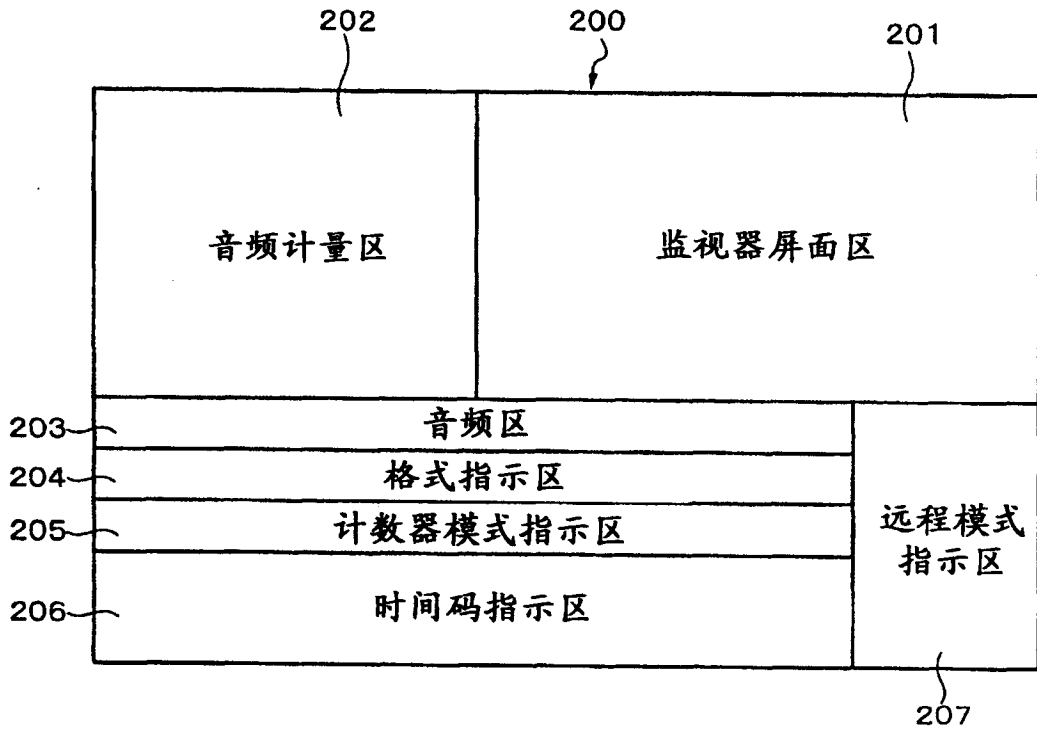 202
200
201
音频计量区
监视器屏面区
203
音频区
204
格式指示区
205
计数器模式指示区
远程模式
指示区
206
时间码指示区
207